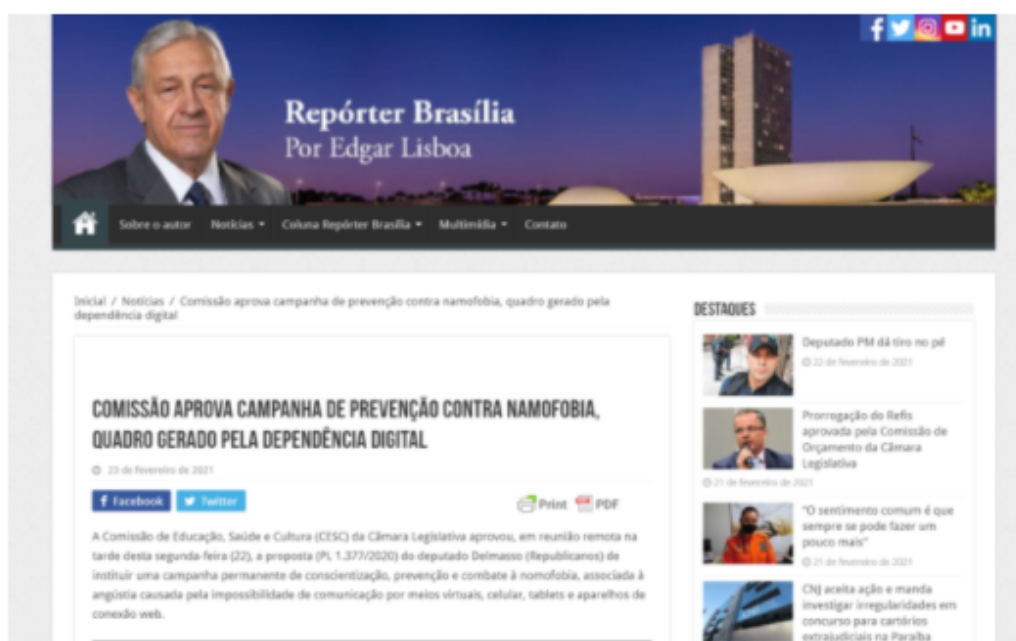 Repórter Brasília
Por Edgar Lisboa
Sobre o autor Notícias Coluna Repórter Brasília Multimídia Contato
Inicial / Notícias / Comissão aprova campanha de prevenção contra namofobia, quadro gerado pela
dependência digital
COMISSÃO APROVA CAMPANHA DE PREVENÇÃO CONTRA NAMOFOBIA,
QUADRO GERADO PELA DEPENDÊNCIA DIGITAL
23 de fevereiro de 2021
Facebook Twitter Print PDF
A Comissão de Educação, Saúde e Cultura (CESC) da Câmara Legislativa aprovou, em reunião remota na
tarde desta segunda-feira (22), a proposta (PL 1.377/2020) do deputado Delmasso (Republicanos) de
instituir uma campanha permanente de conscientização, prevenção e combate à nomofobia, associada à
angústia causada pela impossibilidade de comunicação por meios virtuais, celular, tablets e aparelhos de
conexão web.
DESTAQUES
Deputado PM dá tiro no pé
22 de fevereiro de 2021
Prorrogação do Refis
aprovada pela Comissão de
Orçamento da Câmara
Legislativa
21 de fevereiro de 2021
"O sentimento comum é que
sempre se pode fazer um
pouco mais"
21 de fevereiro de 2021
CNJ aceita ação e manda
investigar irregularidades em
concurso para cartórios
extrajudiciais na Paraíba